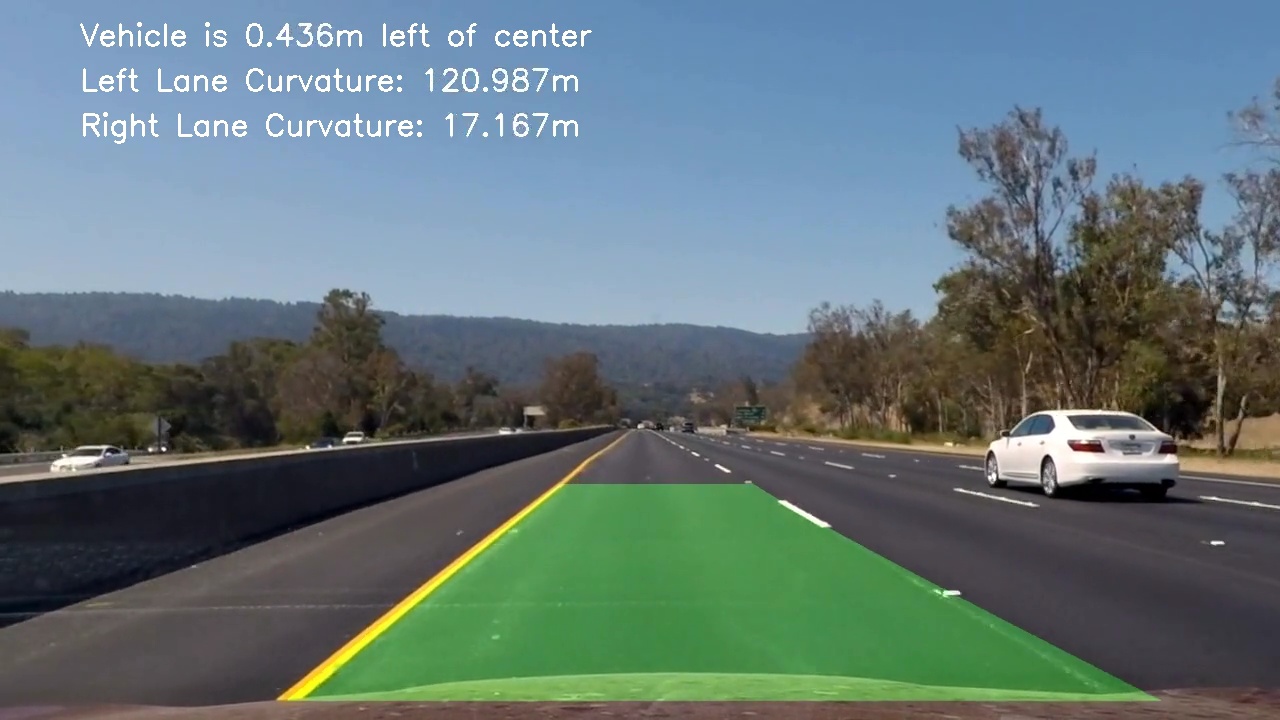 Vehicle is 0.436m left of center
Left Lane Curvature: 120.987m
Right Lane Curvature: 17.167m